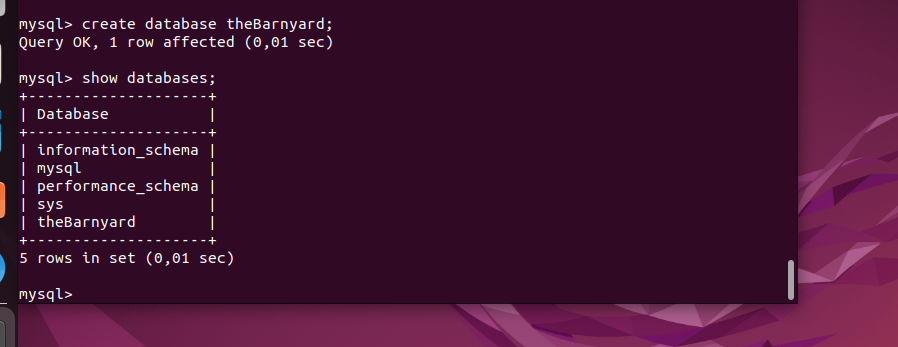 mysql> create database theBarnyard;
Query OK, 1 row affected (0,01 sec)
mysql> show databases;
+--------------------+
| Database           |
+--------------------+
| information_schema |
| mysql              |
| performance_schema |
| sys                |
| theBarnyard        |
+--------------------+
5 rows in set (0,01 sec)
mysql>